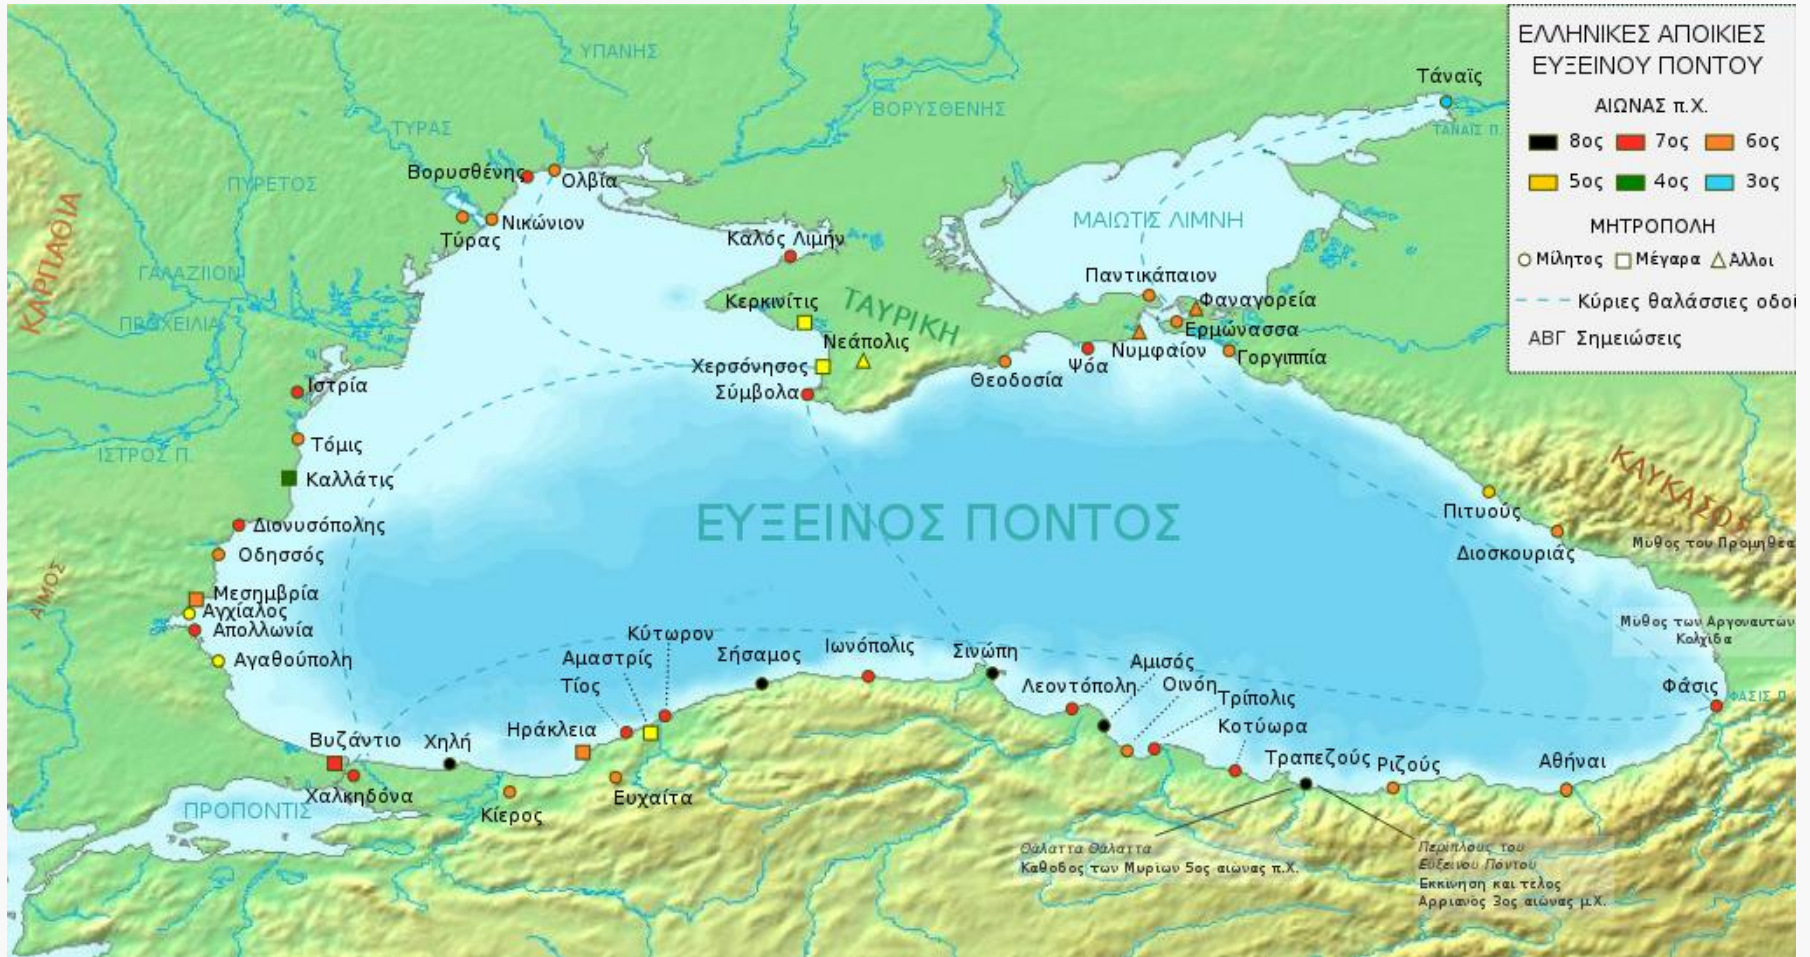 ΕΛΛΗΝΙΚΕΣ ΑΠΟΙΚΙΕΣ
ΕΥΞΕΙΝΟΥ ΠΟΝΤΟΥ
ΑΙΩΝΑΣ π.Χ.
8ος 7ος 6ος
5ος 4ος 3ος
ΜΗΤΡΟΠΟΛΗ
Μίλητος Μέγαρα Άλλοι
Κύριες θαλάσσιες οδοί
ΑΒΓ Σημειώσεις
ΥΠΑΝΗΣ
ΒΟΡΥΣΘΕΝΗΣ
Τάναϊς
ΤΑΝΑΪΣ Π.
ΤΥΡΑΣ
Βορυσθένης
Ολβία
ΠΥΡΕΤΟΣ
ΚΑΡΠΑΘΙΑ
Τύρας
Νικώνιον
ΜΑΙΩΤΙΣ ΛΙΜΝΗ
Καλός Λιμήν
ΓΑΛΑΖΙΙΟΝ
Παντικάπαιον
Κερκινίτις
ΤΑΥΡΙΚΗ
Φαναγορεία
ΠΡΟΧΕΙΛΙΑ
Ερμώνασσα
Νεάπολις
Νυμφαίον
Γοργιππία
Χερσόνησος
Ψόα
Θεοδοσία
Ιστρία
Σύμβολα
Τόμις
ΙΣΤΡΟΣ Π.
Καλλάτις
ΚΑΥΚΑΣΟΣ
Πιτυούς
Διονυσόπολης
ΕΥΞΕΙΝΟΣ ΠΟΝΤΟΣ
Οδησσός
Διοσκουριάς
Μύθος του Προμηθέα
ΑΙΜΟΣ
Μεσημβρία
Αγχίαλος
Απολλωνία
Μύθος των Αργοναυτών
Κολχίδα
Αγαθούπολη
Κύτωρον
Αμαστρίς
Τίος
Σήσαμος
Ιωνόπολις
Σινώπη
Αμισός
Λεοντόπολη
Οινόη
Τρίπολις
Κοτύωρα
Φάσις
ΦΑΣΙΣ Π.
Βυζάντιο
Χηλή
Ηράκλεια
Τραπεζούς
Ριζούς
Αθήναι
Χαλκηδόνα
ΠΡΟΠΟΝΤΙΣ
Κίερος
Ευχαίτα
Θάλαττα Θάλαττα
Κάθοδος των Μυρίων 5ος αιώνας π.Χ.
Περίπλους του
Εύξεινου Πόντου
Εκκίνηση και τέλος
Αρριανός 3ος αιώνας μ.Χ.